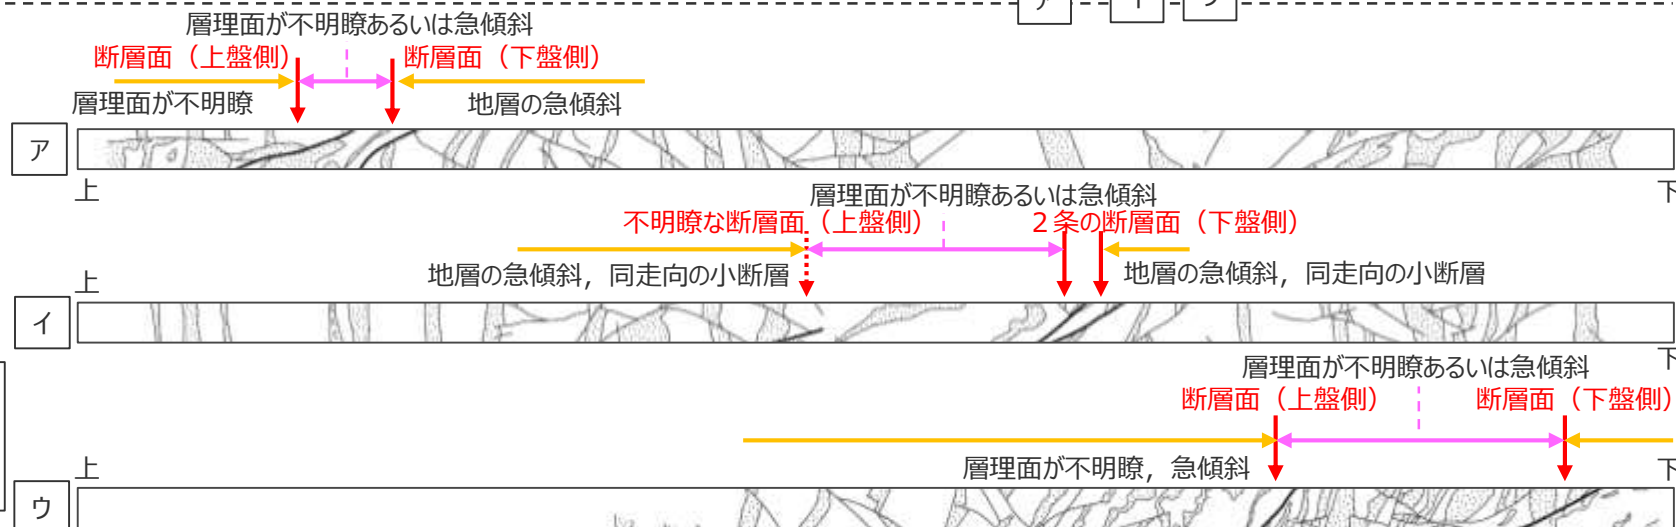 ア イ ウ
層理面が不明瞭あるいは急傾斜
断層面（上盤側） 断層面（下盤側）
層理面が不明瞭 地層の急傾斜
ア
上 下
層理面が不明瞭あるいは急傾斜
不明瞭な断層面（上盤側） 2条の断層面（下盤側）
地層の急傾斜，同走向の小断層 地層の急傾斜，同走向の小断層
上
イ
下
層理面が不明瞭あるいは急傾斜
断層面（上盤側） 断層面（下盤側）
層理面が不明瞭，急傾斜
上 下
ウ